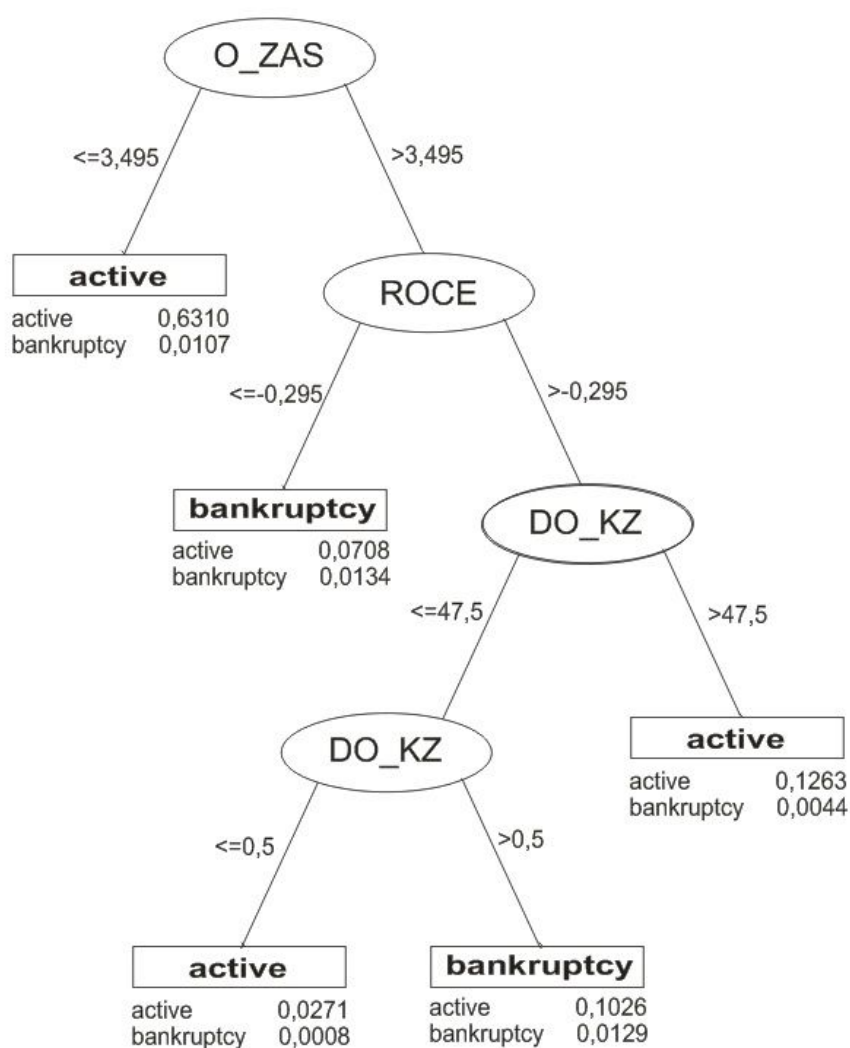 O_ZAS
<=3,495
>3,495
active
active 0,6310
bankruptcy 0,0107
ROCE
<=-0,295
>-0,295
bankruptcy
active 0,0708
bankruptcy 0,0134
DO_KZ
<=47,5
>47,5
DO_KZ
active
active 0,1263
bankruptcy 0,0044
<=0,5
>0,5
active
active 0,0271
bankruptcy 0,0008
bankruptcy
active 0,1026
bankruptcy 0,0129